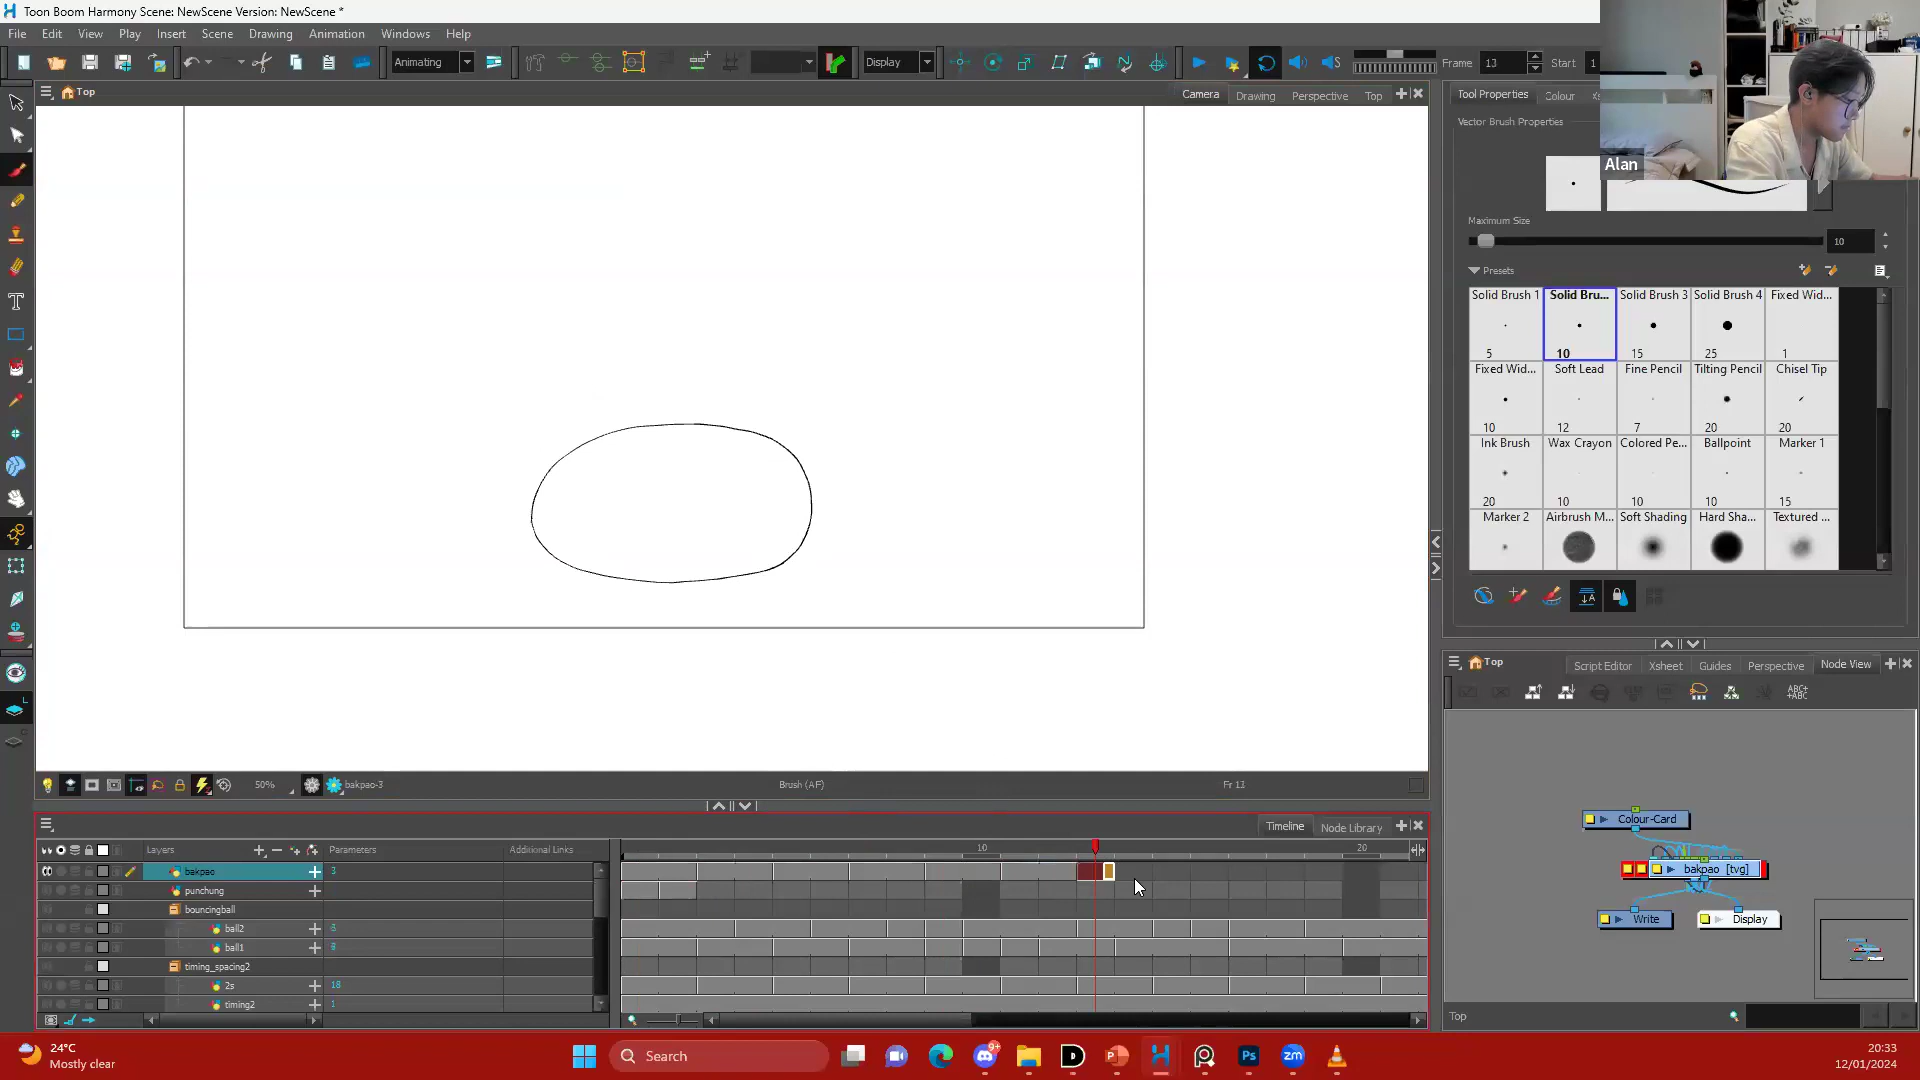 Toon Boom Harmony Scene: NewScene Version: NewScene *
File Edit View Play Insert Scene Drawing Animation Windows Help
Animating Display Frame 13 Start 1
Top Camera Drawing Perspective Top
Tool Properties Colour
Vector Brush Properties
Alan
Maximum Size
10
Presets
Solid Brush 1 Solid Bru... Solid Brush 3 Solid Brush 4 Fixed Wid...
5 10 15 25 1
Fixed Wid... Soft Lead Fine Pencil Tilting Pencil Chisel Tip
10 12 7 20 20
Ink Brush Wax Crayon Colored Pe... Ballpoint Marker 1
20 10 10 10 15
Marker 2 Airbrush M... Soft Shading Hard Sha... Textured ...
50% bakpao-3 Brush (AF) Fr 13
Top Script Editor Xsheet Guides Perspective Node View
ABC+
+ABC
Colour-Card
bakpao [tvg]
Write Display
Top
Timeline Node Library
Layers Parameters Additional Links
10 20
bakpao 3
punchung
bouncingball
ball2
ball1
timing_spacing2
2s 18
timing2 1
24°C
Mostly clear
Search
9+
20:33
12/01/2024